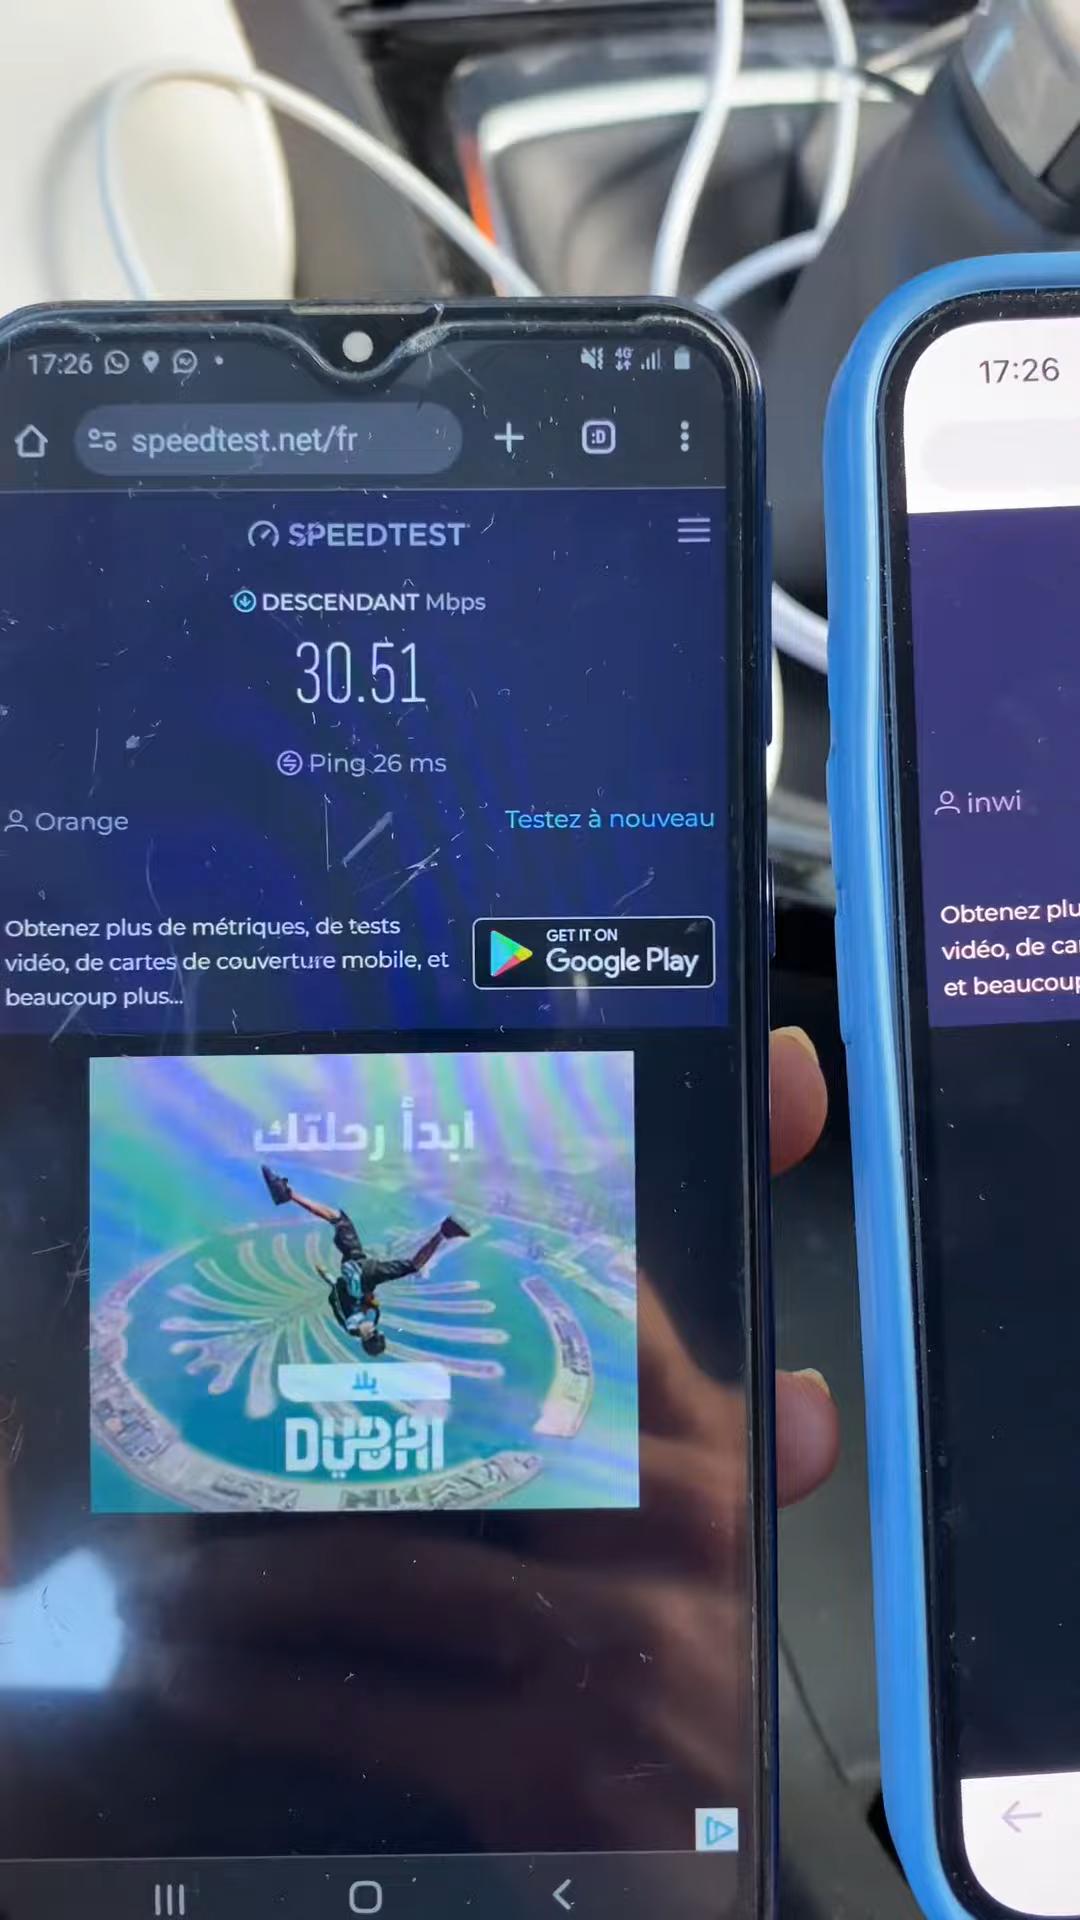 17:26
4G+
speedtest.net/fr
:D
SPEEDTEST
DESCENDANT Mbps
30.51
Ping 26 ms
Orange
Testez à nouveau
Obtenez plus de métriques, de tests
vidéo, de cartes de couverture mobile, et
beaucoup plus...
GET IT ON
Google Play
ابدأ رحلتك
يلا
DUBAI
17:26
inwi
Obtenez plu
vidéo, de ca
et beaucoup